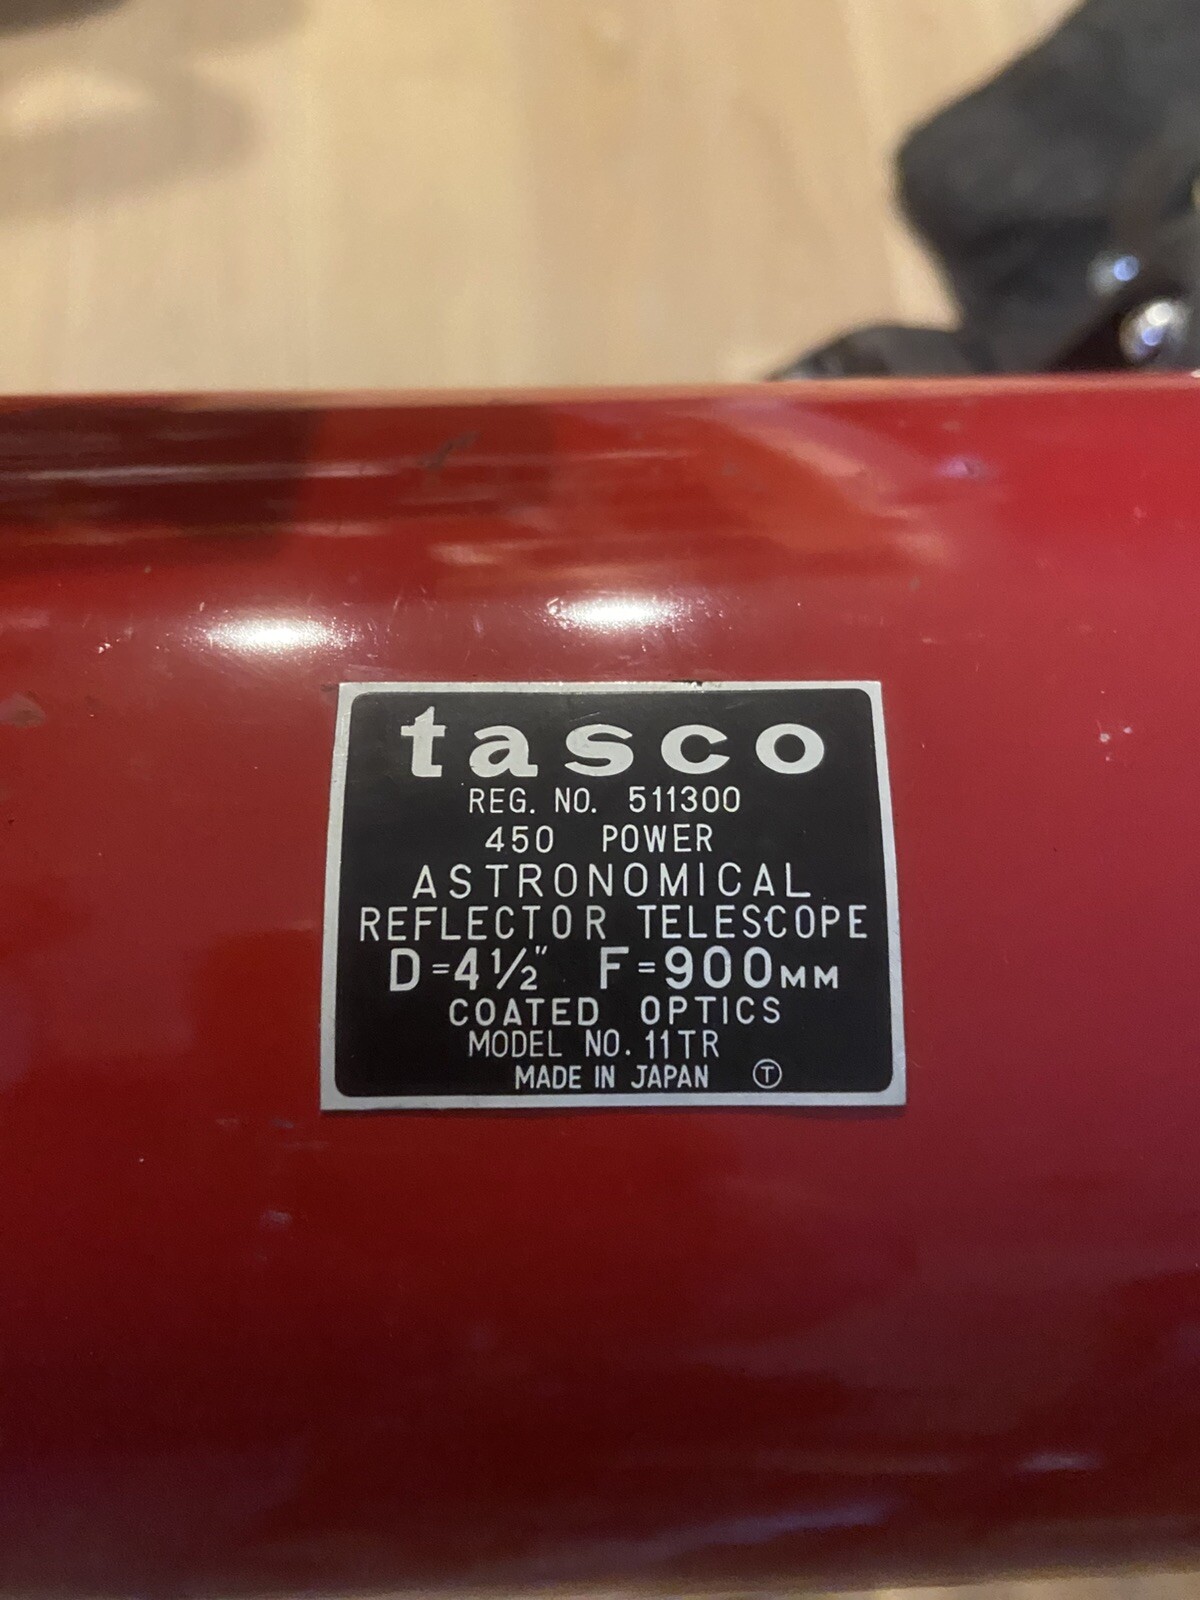 tasco
REG. NO. 511300
450 POWER
ASTRONOMICAL
REFLECTOR TELESCOPE
D=4½" F=900MM
COATED OPTICS
MODEL NO. 11TR
MADE IN JAPAN Ⓣ